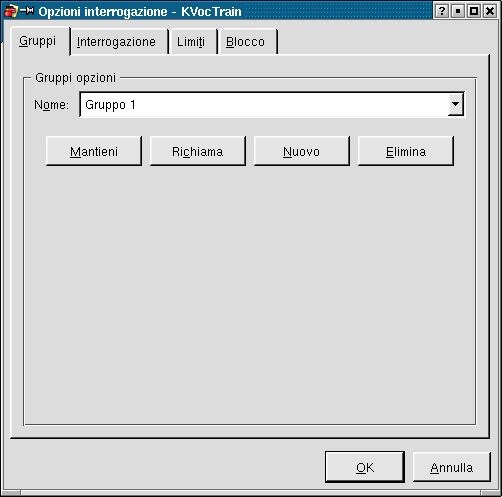 Opzioni interrogazione - KVocTrain
Gruppi Interrogazione Limiti Blocco
Gruppi opzioni
Nome: Gruppo 1
Mantieni Richiama Nuovo Elimina
OK Annulla